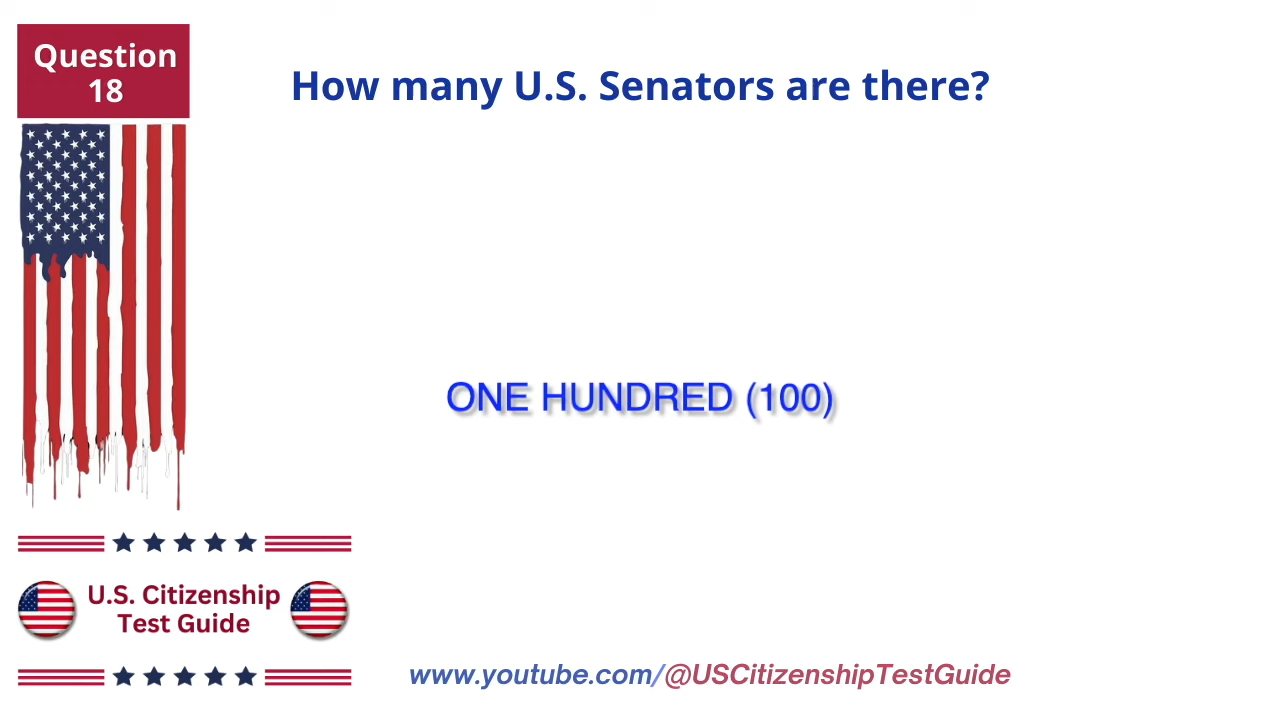 Question
18
How many U.S. Senators are there?
ONE HUNDRED (100)
U.S. Citizenship
Test Guide
www.youtube.com/@USCitizenshipTestGuide